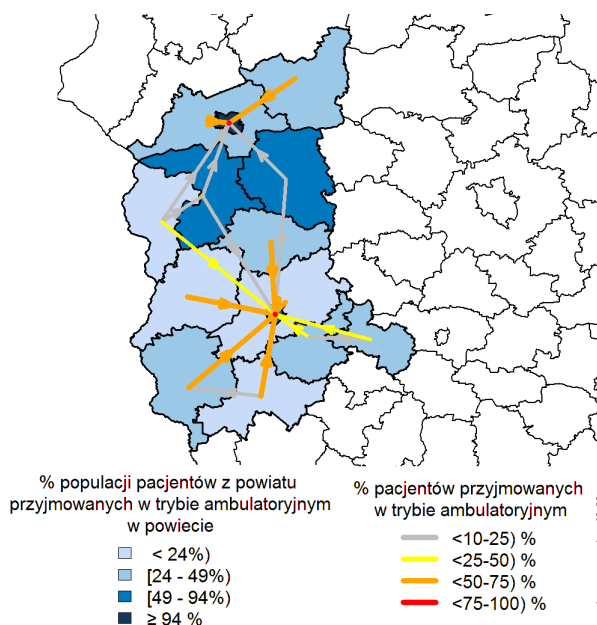 % populacji pacjentów z powiatu
przyjmowanych w trybie ambulatoryjnym
w powiecie
< 24%)
[24 - 49%)
[49 - 94%)
≥ 94 %
% pacjentów przyjmowanych
w trybie ambulatoryjnym
<10-25) %
<25-50) %
<50-75) %
<75-100) %